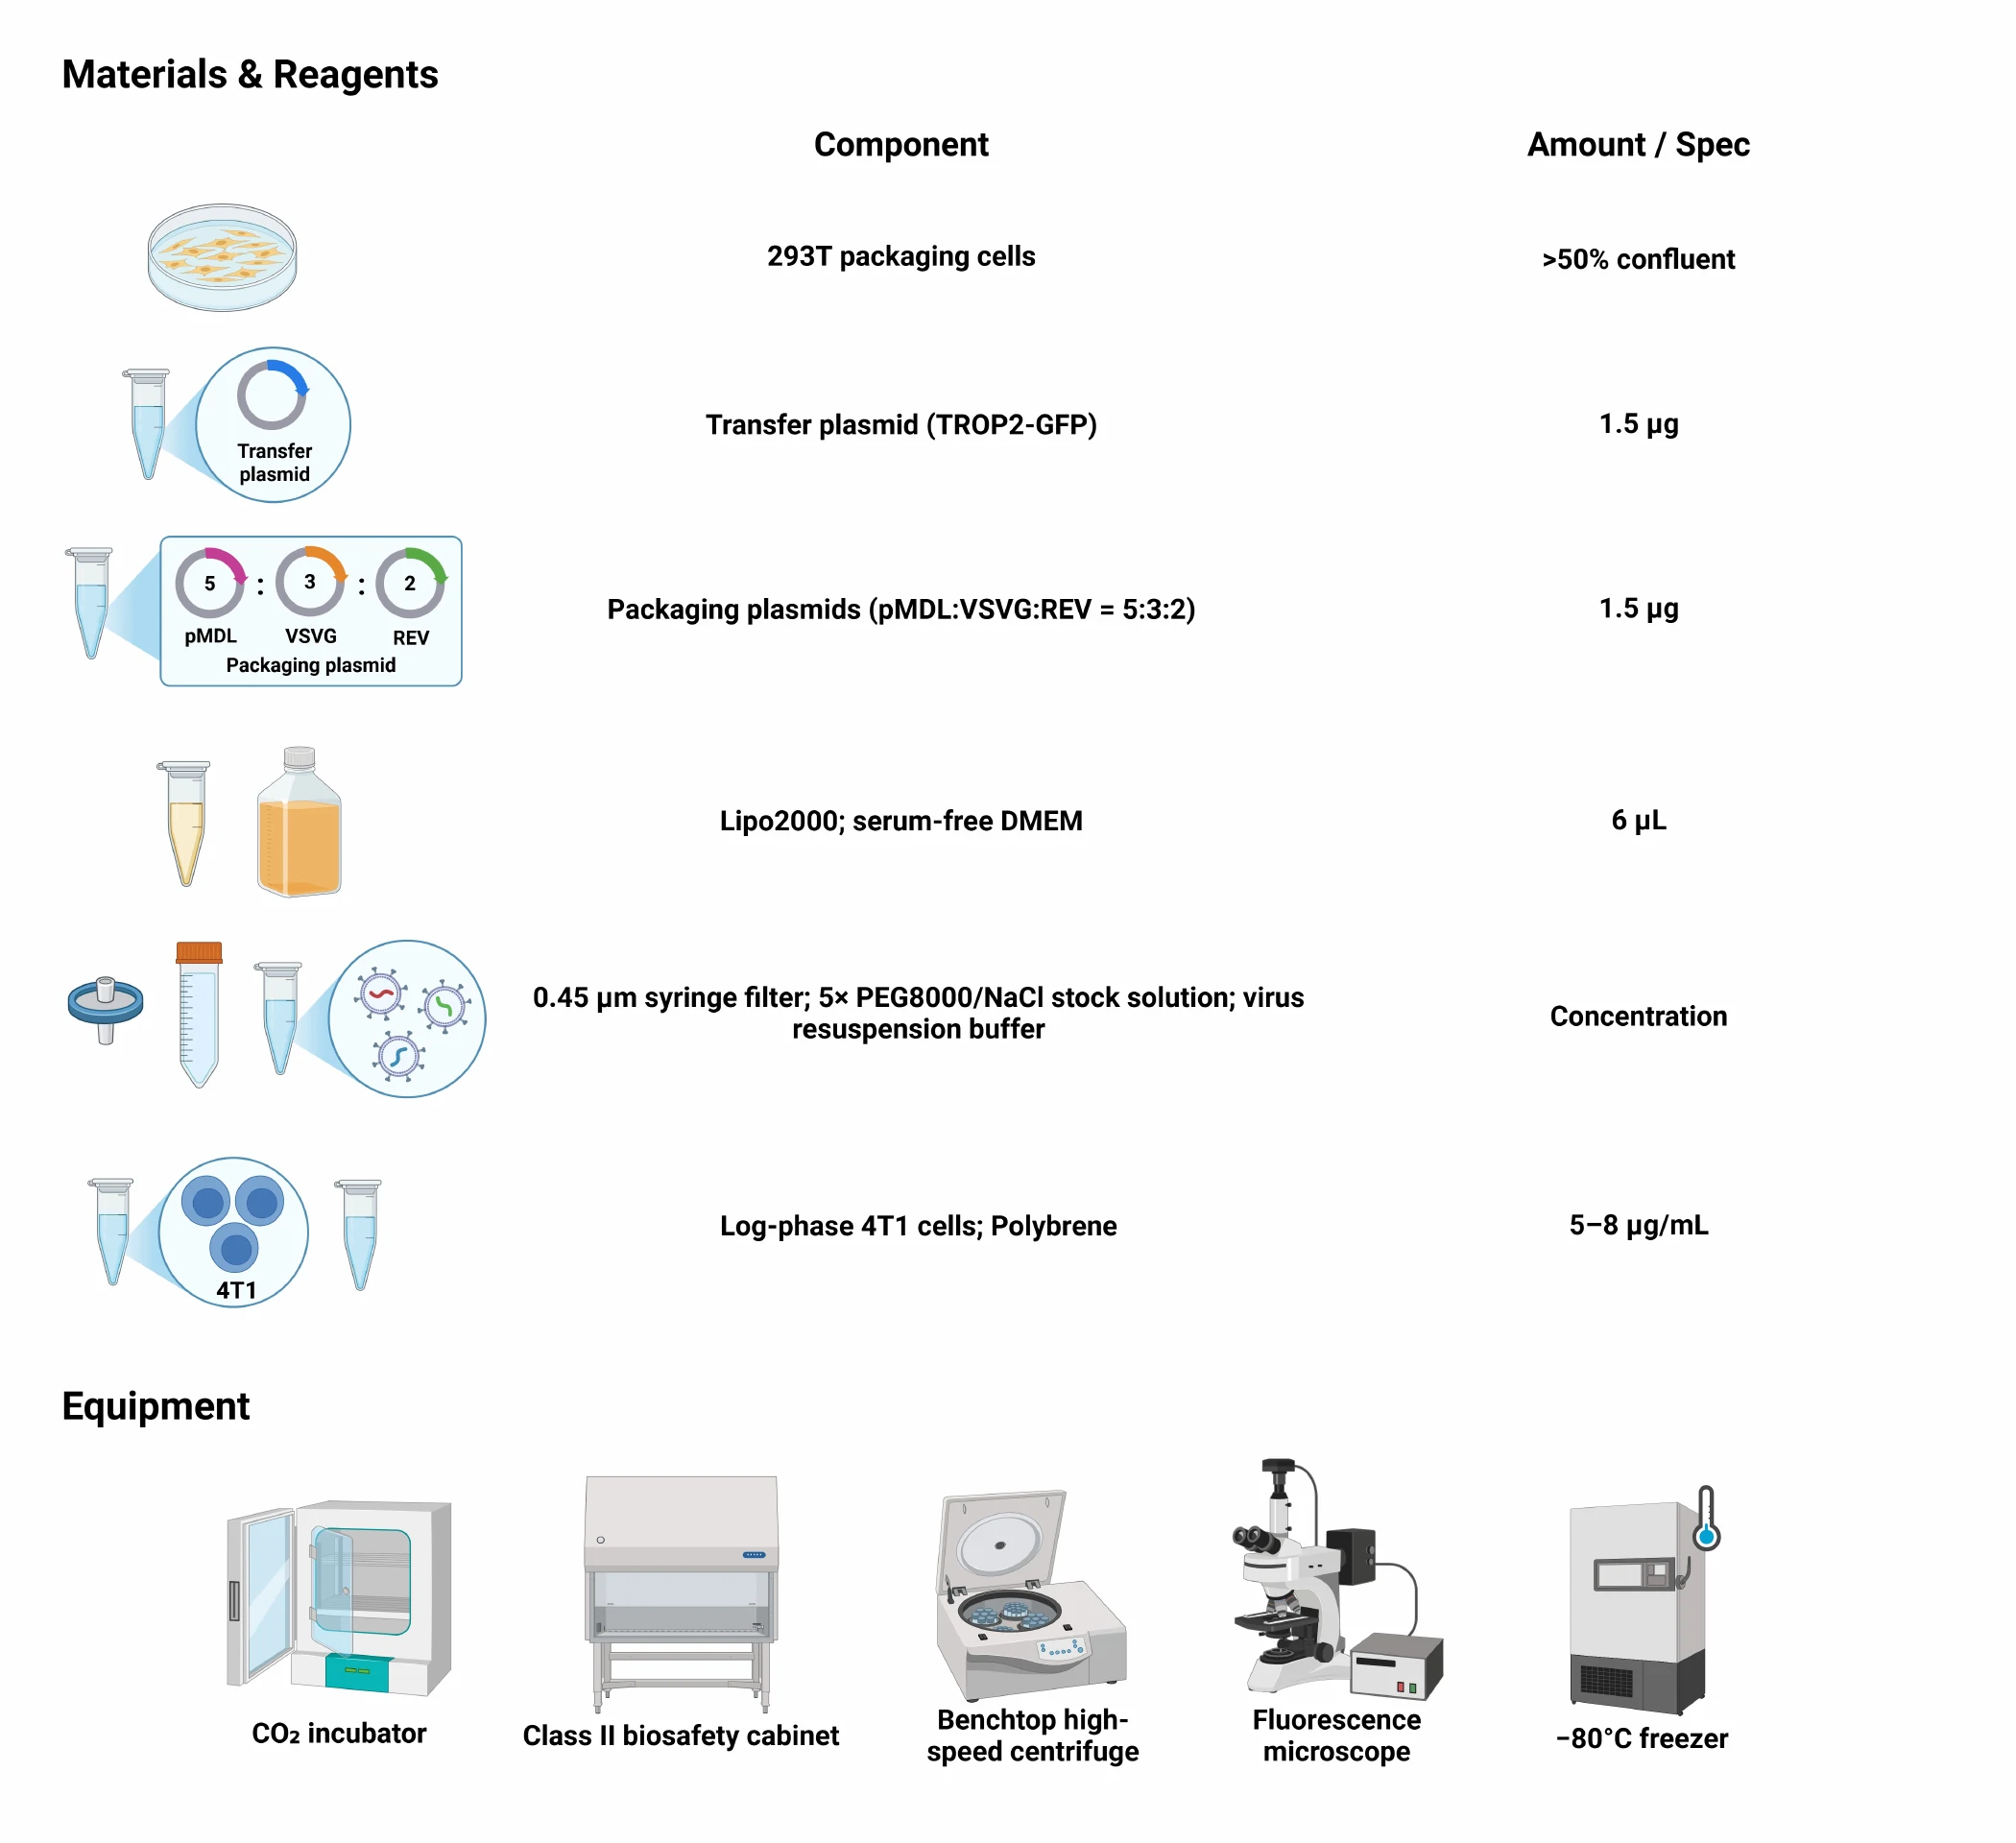 Materials & Reagents
Component
Amount / Spec
293T packaging cells
>50% confluent
Transfer
plasmid
Transfer plasmid (TROP2-GFP)
1.5 µg
5 : 3 : 2
pMDL VSVG REV
Packaging plasmid
Packaging plasmids (pMDL:VSVG:REV = 5:3:2)
1.5 µg
Lipo2000; serum-free DMEM
6 µL
0.45 µm syringe filter; 5× PEG8000/NaCl stock solution; virus
resuspension buffer
Concentration
4T1
Log-phase 4T1 cells; Polybrene
5–8 µg/mL
Equipment
CO₂ incubator
Class II biosafety cabinet
Benchtop high-
speed centrifuge
Fluorescence
microscope
−80°C freezer